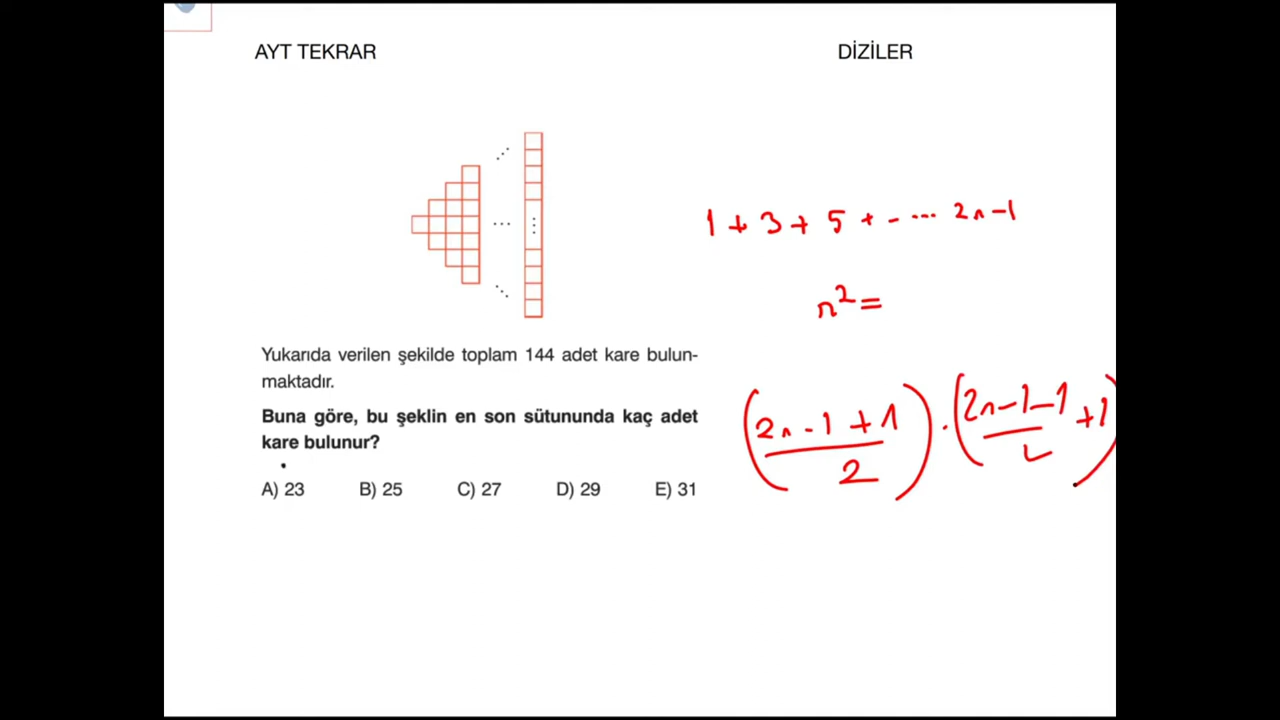 AYT TEKRAR
DİZİLER
1 + 3 + 5 + - ... 2n-1
n² =
Yukarıda verilen şekilde toplam 144 adet kare bulun-
maktadır.
Buna göre, bu şeklin en son sütununda kaç adet
kare bulunur?
(2n-1+1/2) . (2n-1-1/2 +1)
A) 23 B) 25 C) 27 D) 29 E) 31